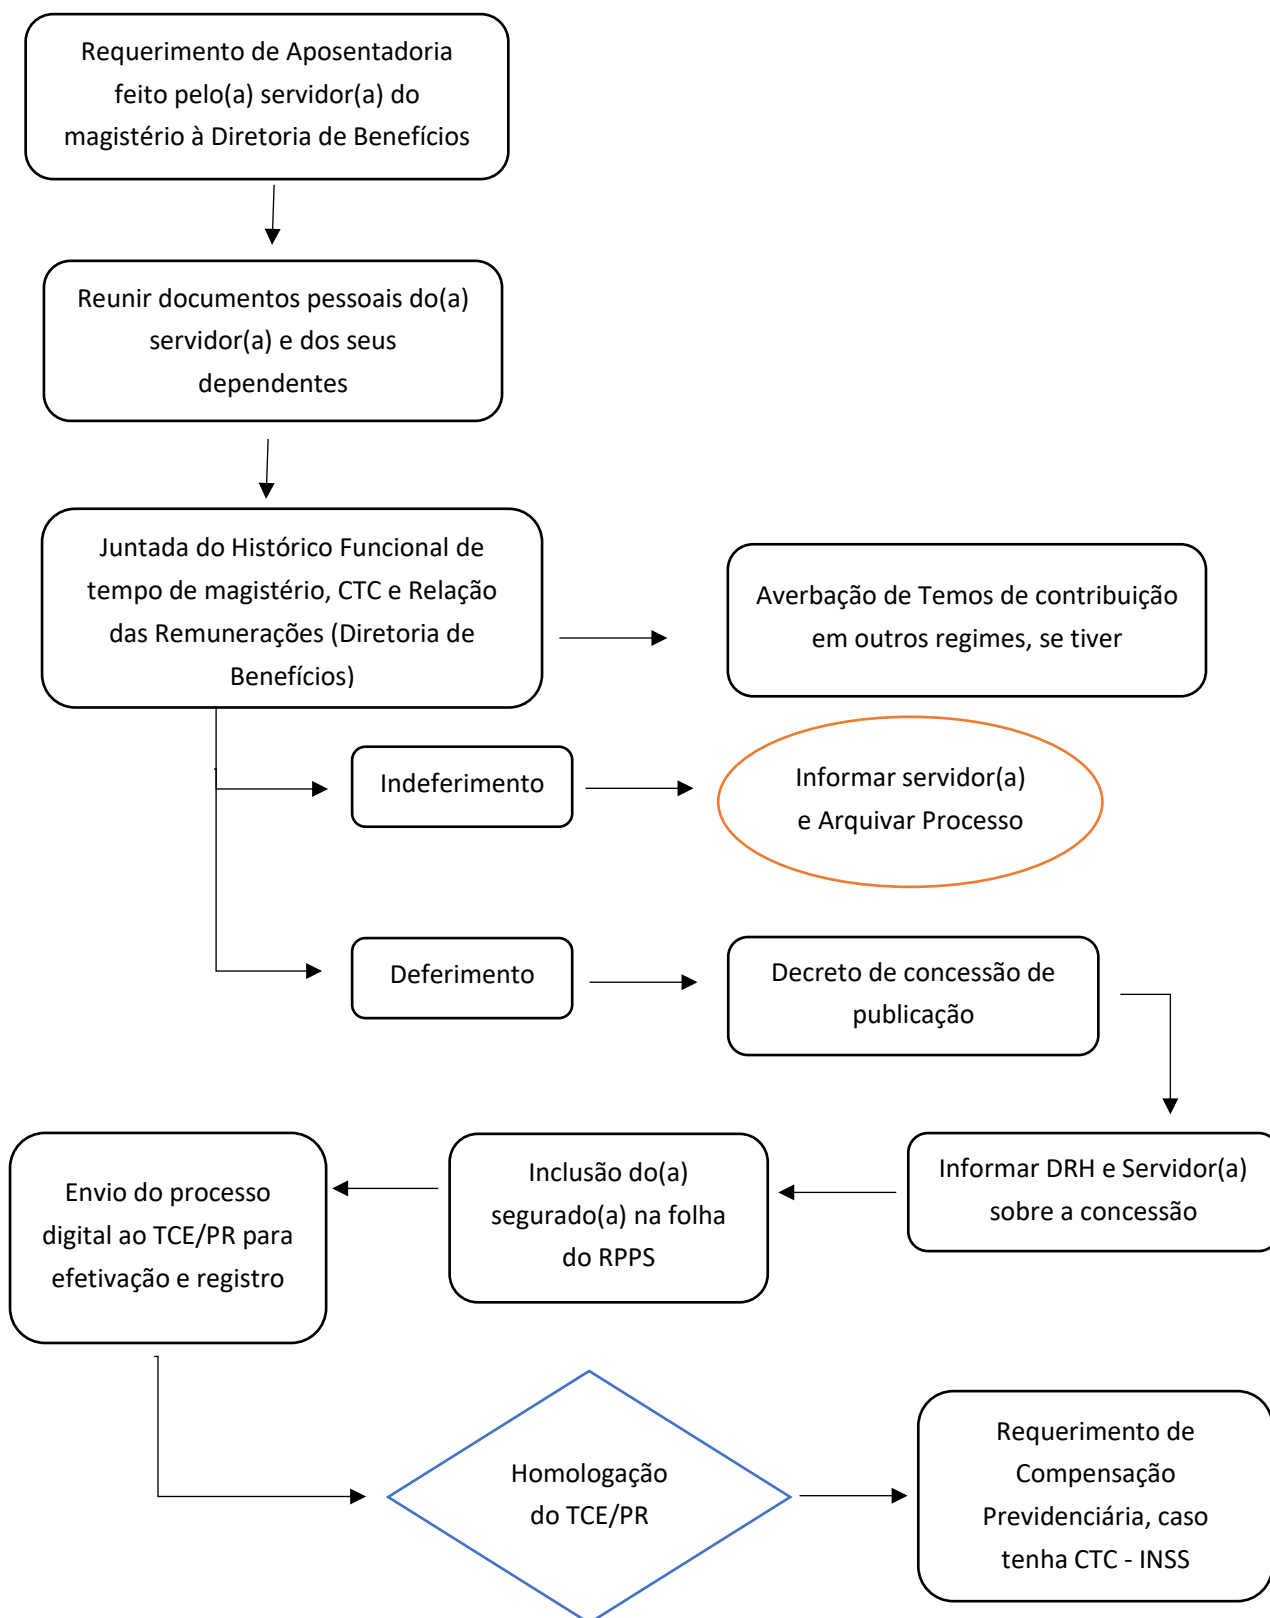 Requerimento de Aposentadoria
feito pelo(a) servidor(a) do
magistério à Diretoria de Benefícios
Reunir documentos pessoais do(a)
servidor(a) e dos seus
dependentes
Juntada do Histórico Funcional de
tempo de magistério, CTC e Relação
das Remunerações (Diretoria de
Benefícios)
Averbação de Temos de contribuição
em outros regimes, se tiver
Indeferimento
Informar servidor(a)
e Arquivar Processo
Deferimento
Decreto de concessão de
publicação
Informar DRH e Servidor(a)
sobre a concessão
Inclusão do(a)
segurado(a) na folha
do RPPS
Envio do processo
digital ao TCE/PR para
efetivação e registro
Homologação
do TCE/PR
Requerimento de
Compensação
Previdenciária, caso
tenha CTC - INSS